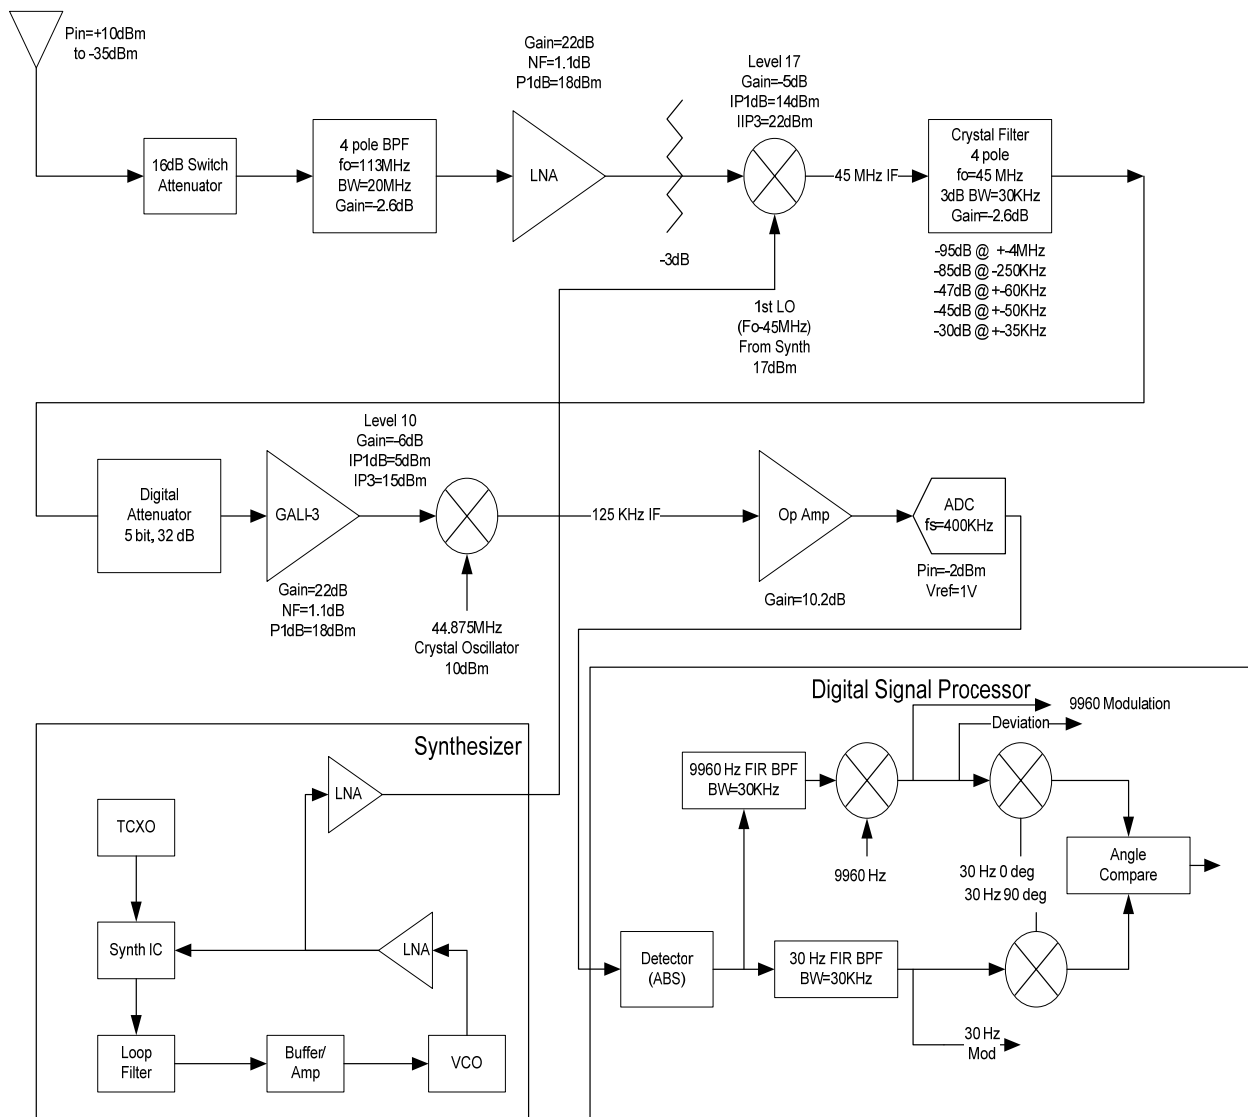 Pin=+10dBm
to -35dBm
16dB Switch
Attenuator
4 pole BPF
fo=113MHz
BW=20MHz
Gain=-2.6dB
Gain=22dB
NF=1.1dB
P1dB=18dBm
LNA
-3dB
Level 17
Gain=-5dB
IP1dB=14dBm
IIP3=22dBm
45 MHz IF
1st LO
(Fo-45MHz)
From Synth
17dBm
Crystal Filter
4 pole
fo=45 MHz
3dB BW=30KHz
Gain=-2.6dB
-95dB @ +-4MHz
-85dB @ -250KHz
-47dB @ +-60KHz
-45dB @ +-50KHz
-30dB @ +-35KHz
Digital
Attenuator
5 bit, 32 dB
GALI-3
Gain=22dB
NF=1.1dB
P1dB=18dBm
Level 10
Gain=-6dB
IP1dB=5dBm
IP3=15dBm
44.875MHz
Crystal Oscillator
10dBm
125 KHz IF
Op Amp
Gain=10.2dB
ADC
fs=400KHz
Pin=-2dBm
Vref=1V
Synthesizer
LNA
TCXO
Synth IC
LNA
Loop
Filter
Buffer/
Amp
VCO
Digital Signal Processor
9960 Modulation
Deviation
9960 Hz FIR BPF
BW=30KHz
9960 Hz
30 Hz 0 deg
30 Hz 90 deg
Angle
Compare
Detector
(ABS)
30 Hz FIR BPF
BW=30KHz
30 Hz
Mod